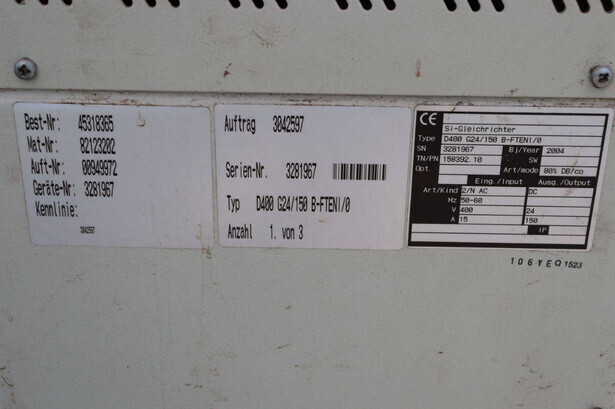 Best-Nr: 45318365
Mat-Nr: 82123202
Auft-Nr: 00949972
Geräte-Nr: 3281967
Kennlinie:
3042597
Auftrag 3042597
Serien-Nr. 3281967
Typ D400 G24/150 B-FTENI/0
Anzahl 1. von 3
CE
Si-Gleichrichter
Type D400 G24/150 B-FTENI/0
SN 3281967 Bj/Year 2004
TN/PN 158392.10 SW
Opt. Art/mode 80% DB/co
Eing./Input Ausg./Output
Art/Kind 2/N AC DC
Hz 50-60
V 400 24
A 15 150
IP
106YEQ1523